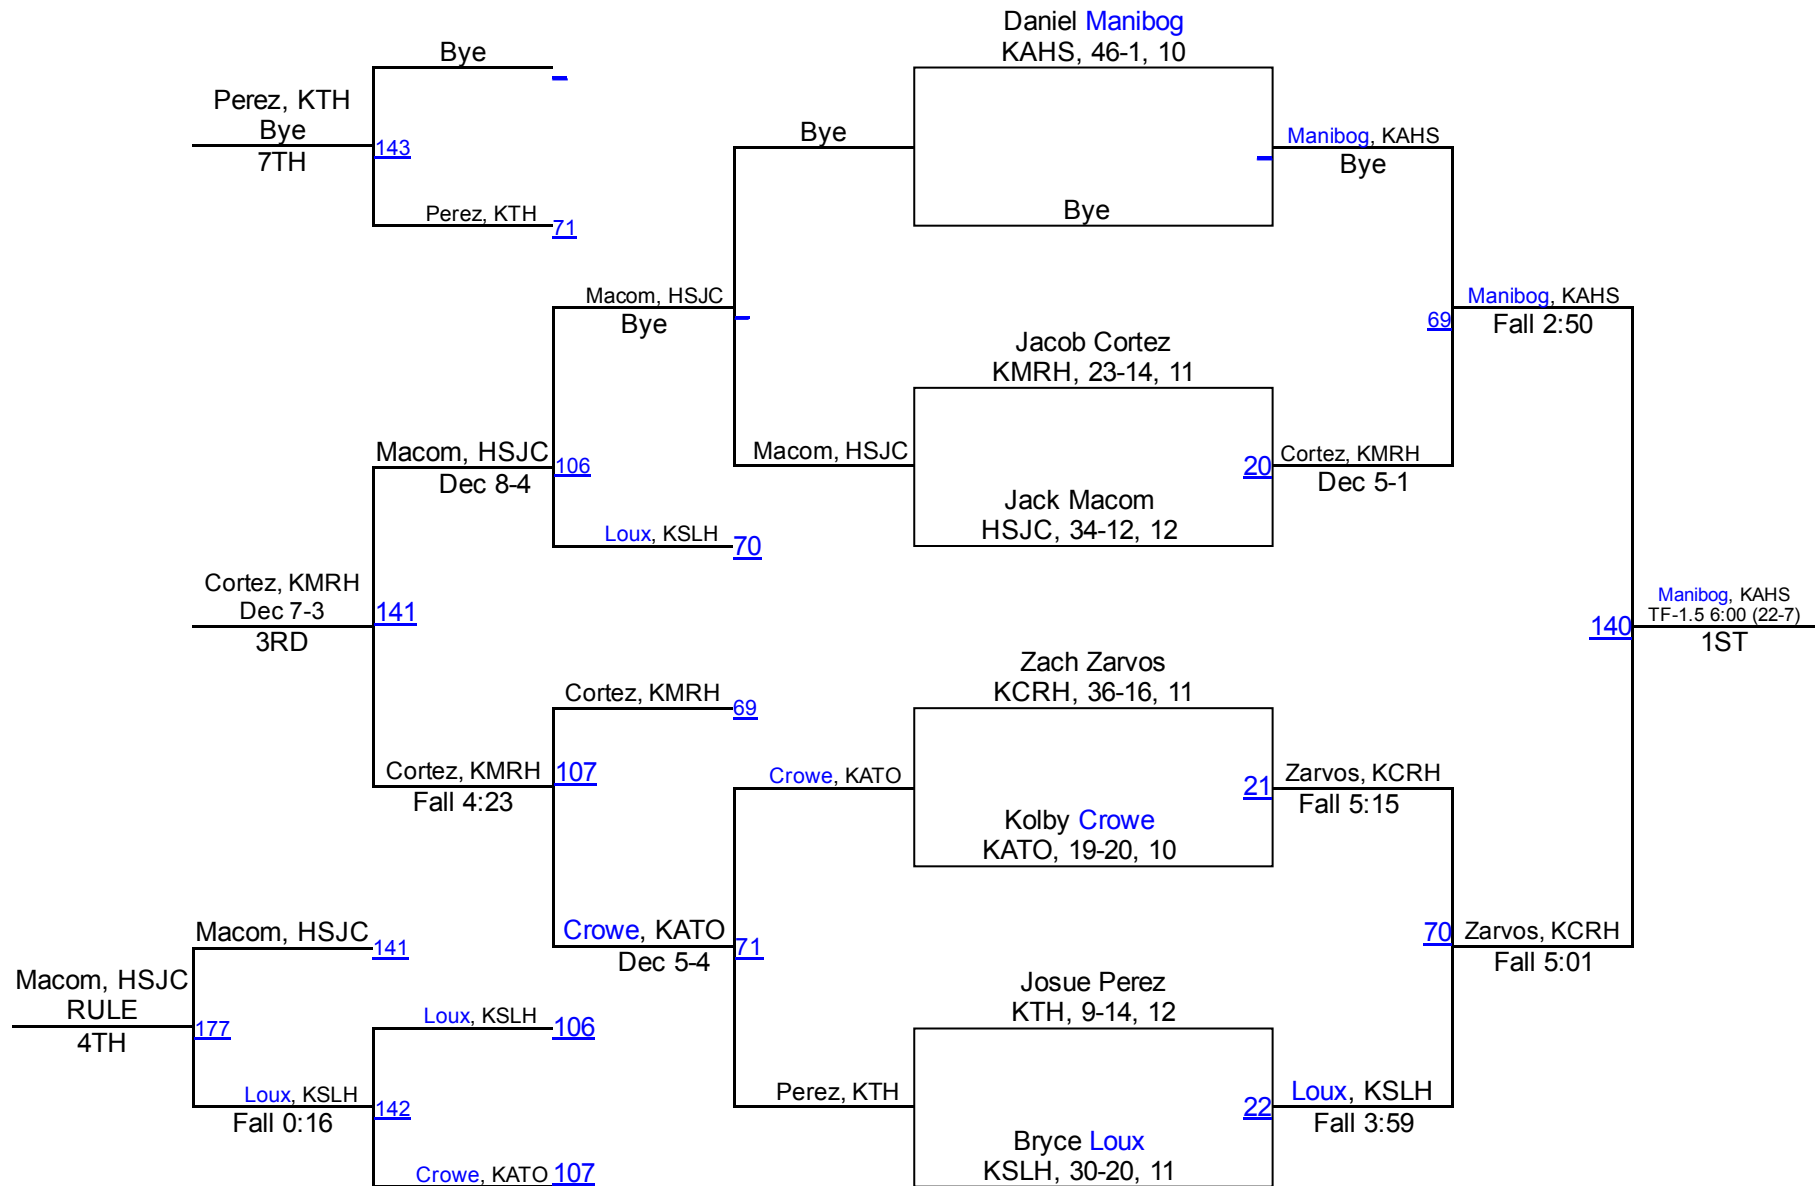 Daniel Manibog
KAHS, 46-1, 10
Bye
Perez, KTH
Bye
143
7TH
Perez, KTH
71
Bye
Manibog, KAHS
Bye
Bye
Macom, HSJC
Bye
Manibog, KAHS
69
Fall 2:50
Jacob Cortez
KMRH, 23-14, 11
Macom, HSJC
106
Dec 8-4
Macom, HSJC
20
Cortez, KMRH
Dec 5-1
Jack Macom
HSJC, 34-12, 12
Loux, KSLH
70
Cortez, KMRH
Dec 7-3
141
3RD
Manibog, KAHS
TF-1.5 6:00 (22-7)
140
1ST
Zach Zarvos
KCRH, 36-16, 11
Cortez, KMRH
69
Cortez, KMRH
107
Fall 4:23
Crowe, KATO
21
Zarvos, KCRH
Fall 5:15
Kolby Crowe
KATO, 19-20, 10
Crowe, KATO
71
Dec 5-4
70
Zarvos, KCRH
Fall 5:01
Macom, HSJC
141
Macom, HSJC
RULE
177
4TH
Josue Perez
KTH, 9-14, 12
Loux, KSLH
106
Loux, KSLH
142
Fall 0:16
Perez, KTH
22
Loux, KSLH
Fall 3:59
Bryce Loux
KSLH, 30-20, 11
Crowe, KATO
107